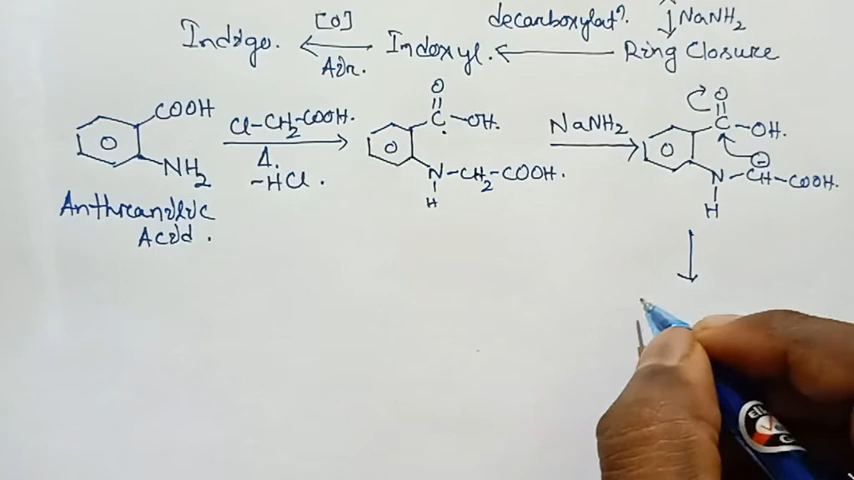 [O]
decarboxylatn.
NaNH2
Indigo.
Air.
Indoxyl.
Ring Closure
COOH
NH2
Anthranilic
Acid.
Cl-CH2-COOH.
Δ.
-HCl.
O
C-OH.
N-CH2-COOH.
H
NaNH2
O
C-OH.
N-CH-COOH.
H